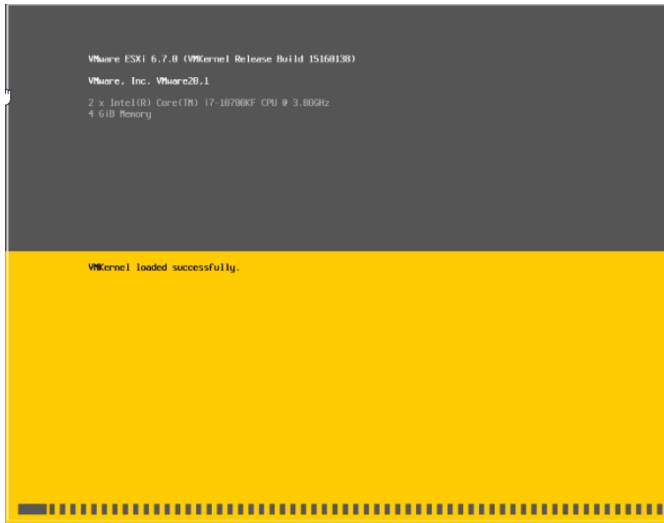 VMware ESXi 6.7.0 (VMKernel Release Build 15160138)
VMware, Inc. VMware20,1
2 x Intel(R) Core(TM) i7-10700KF CPU @ 3.80GHz
4 GiB Memory
VMKernel loaded successfully.